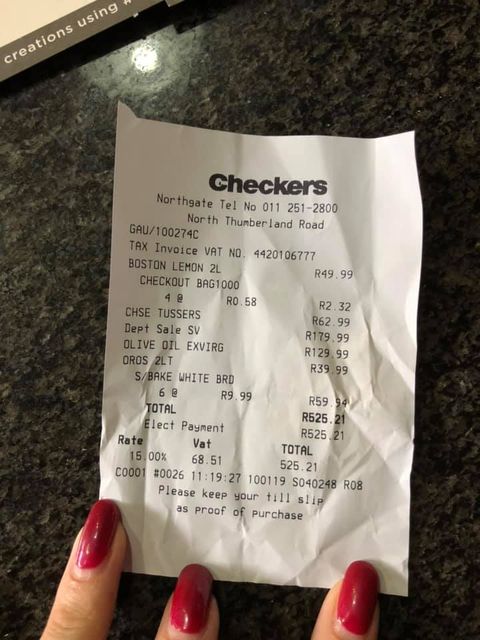 creations using #
Checkers
Northgate Tel No 011 251-2800
North Thumberland Road
GAU/100274C
TAX Invoice VAT NO. 4420106777
BOSTON LEMON 2L R49.99
CHECKOUT BAG1000
4 @ R0.58 R2.32
CHSE TUSSERS R62.99
Dept Sale SV R179.99
OLIVE OIL EXVIRG R129.99
OROS 2LT R39.99
S/BAKE WHITE BRD
6 @ R9.99 R59.94
TOTAL R525.21
Elect Payment R525.21
Rate Vat TOTAL
15.00% 68.51 525.21
C0001 #0026 11:19:27 100119 S040248 R08
Please keep your till slip
as proof of purchase